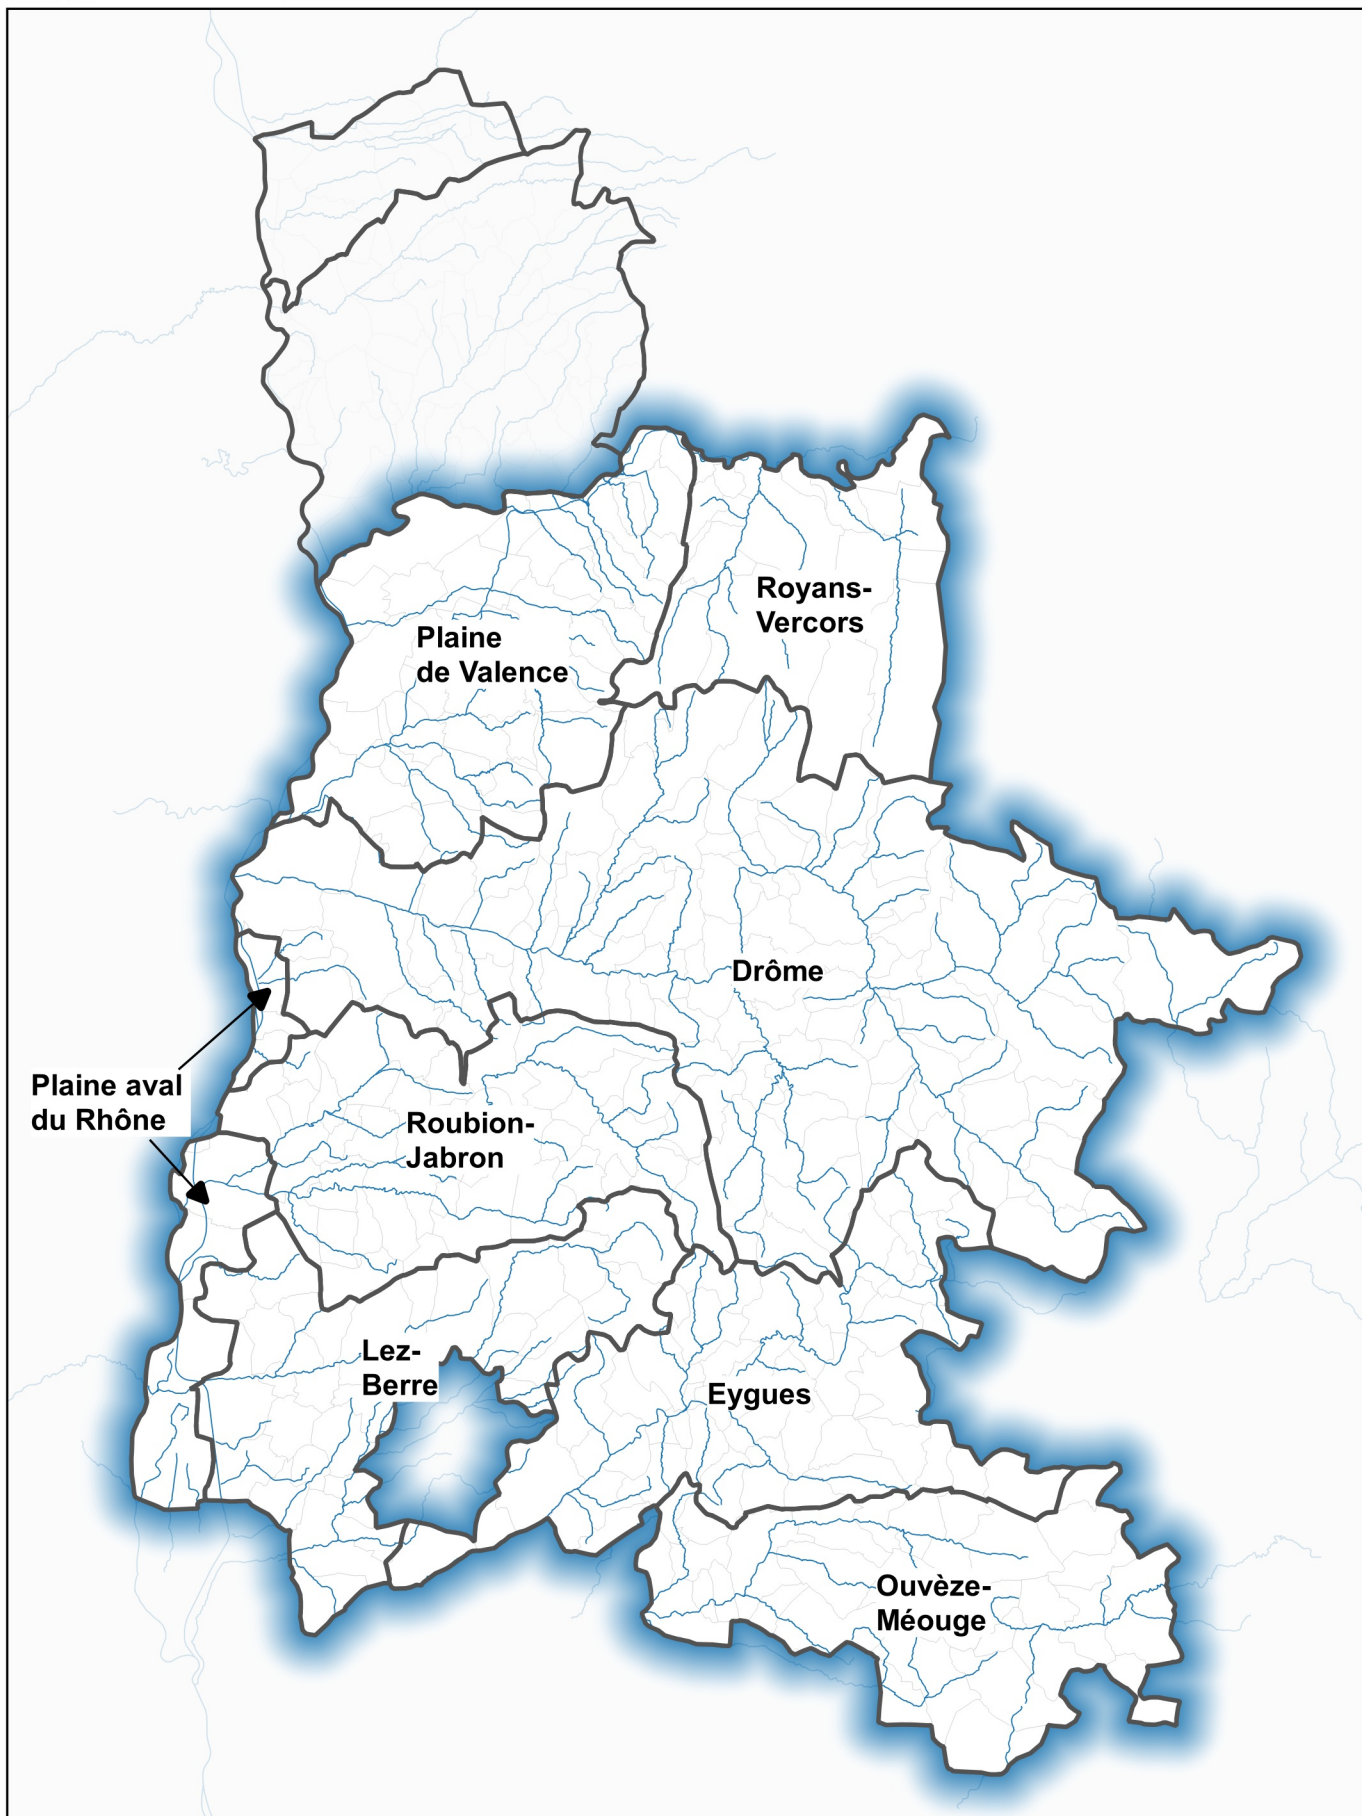 Royans-
Vercors
Plaine
de Valence
Drôme
Plaine aval
du Rhône
Roubion-
Jabron
Lez-
Berre
Eygues
Ouvèze-
Méouge